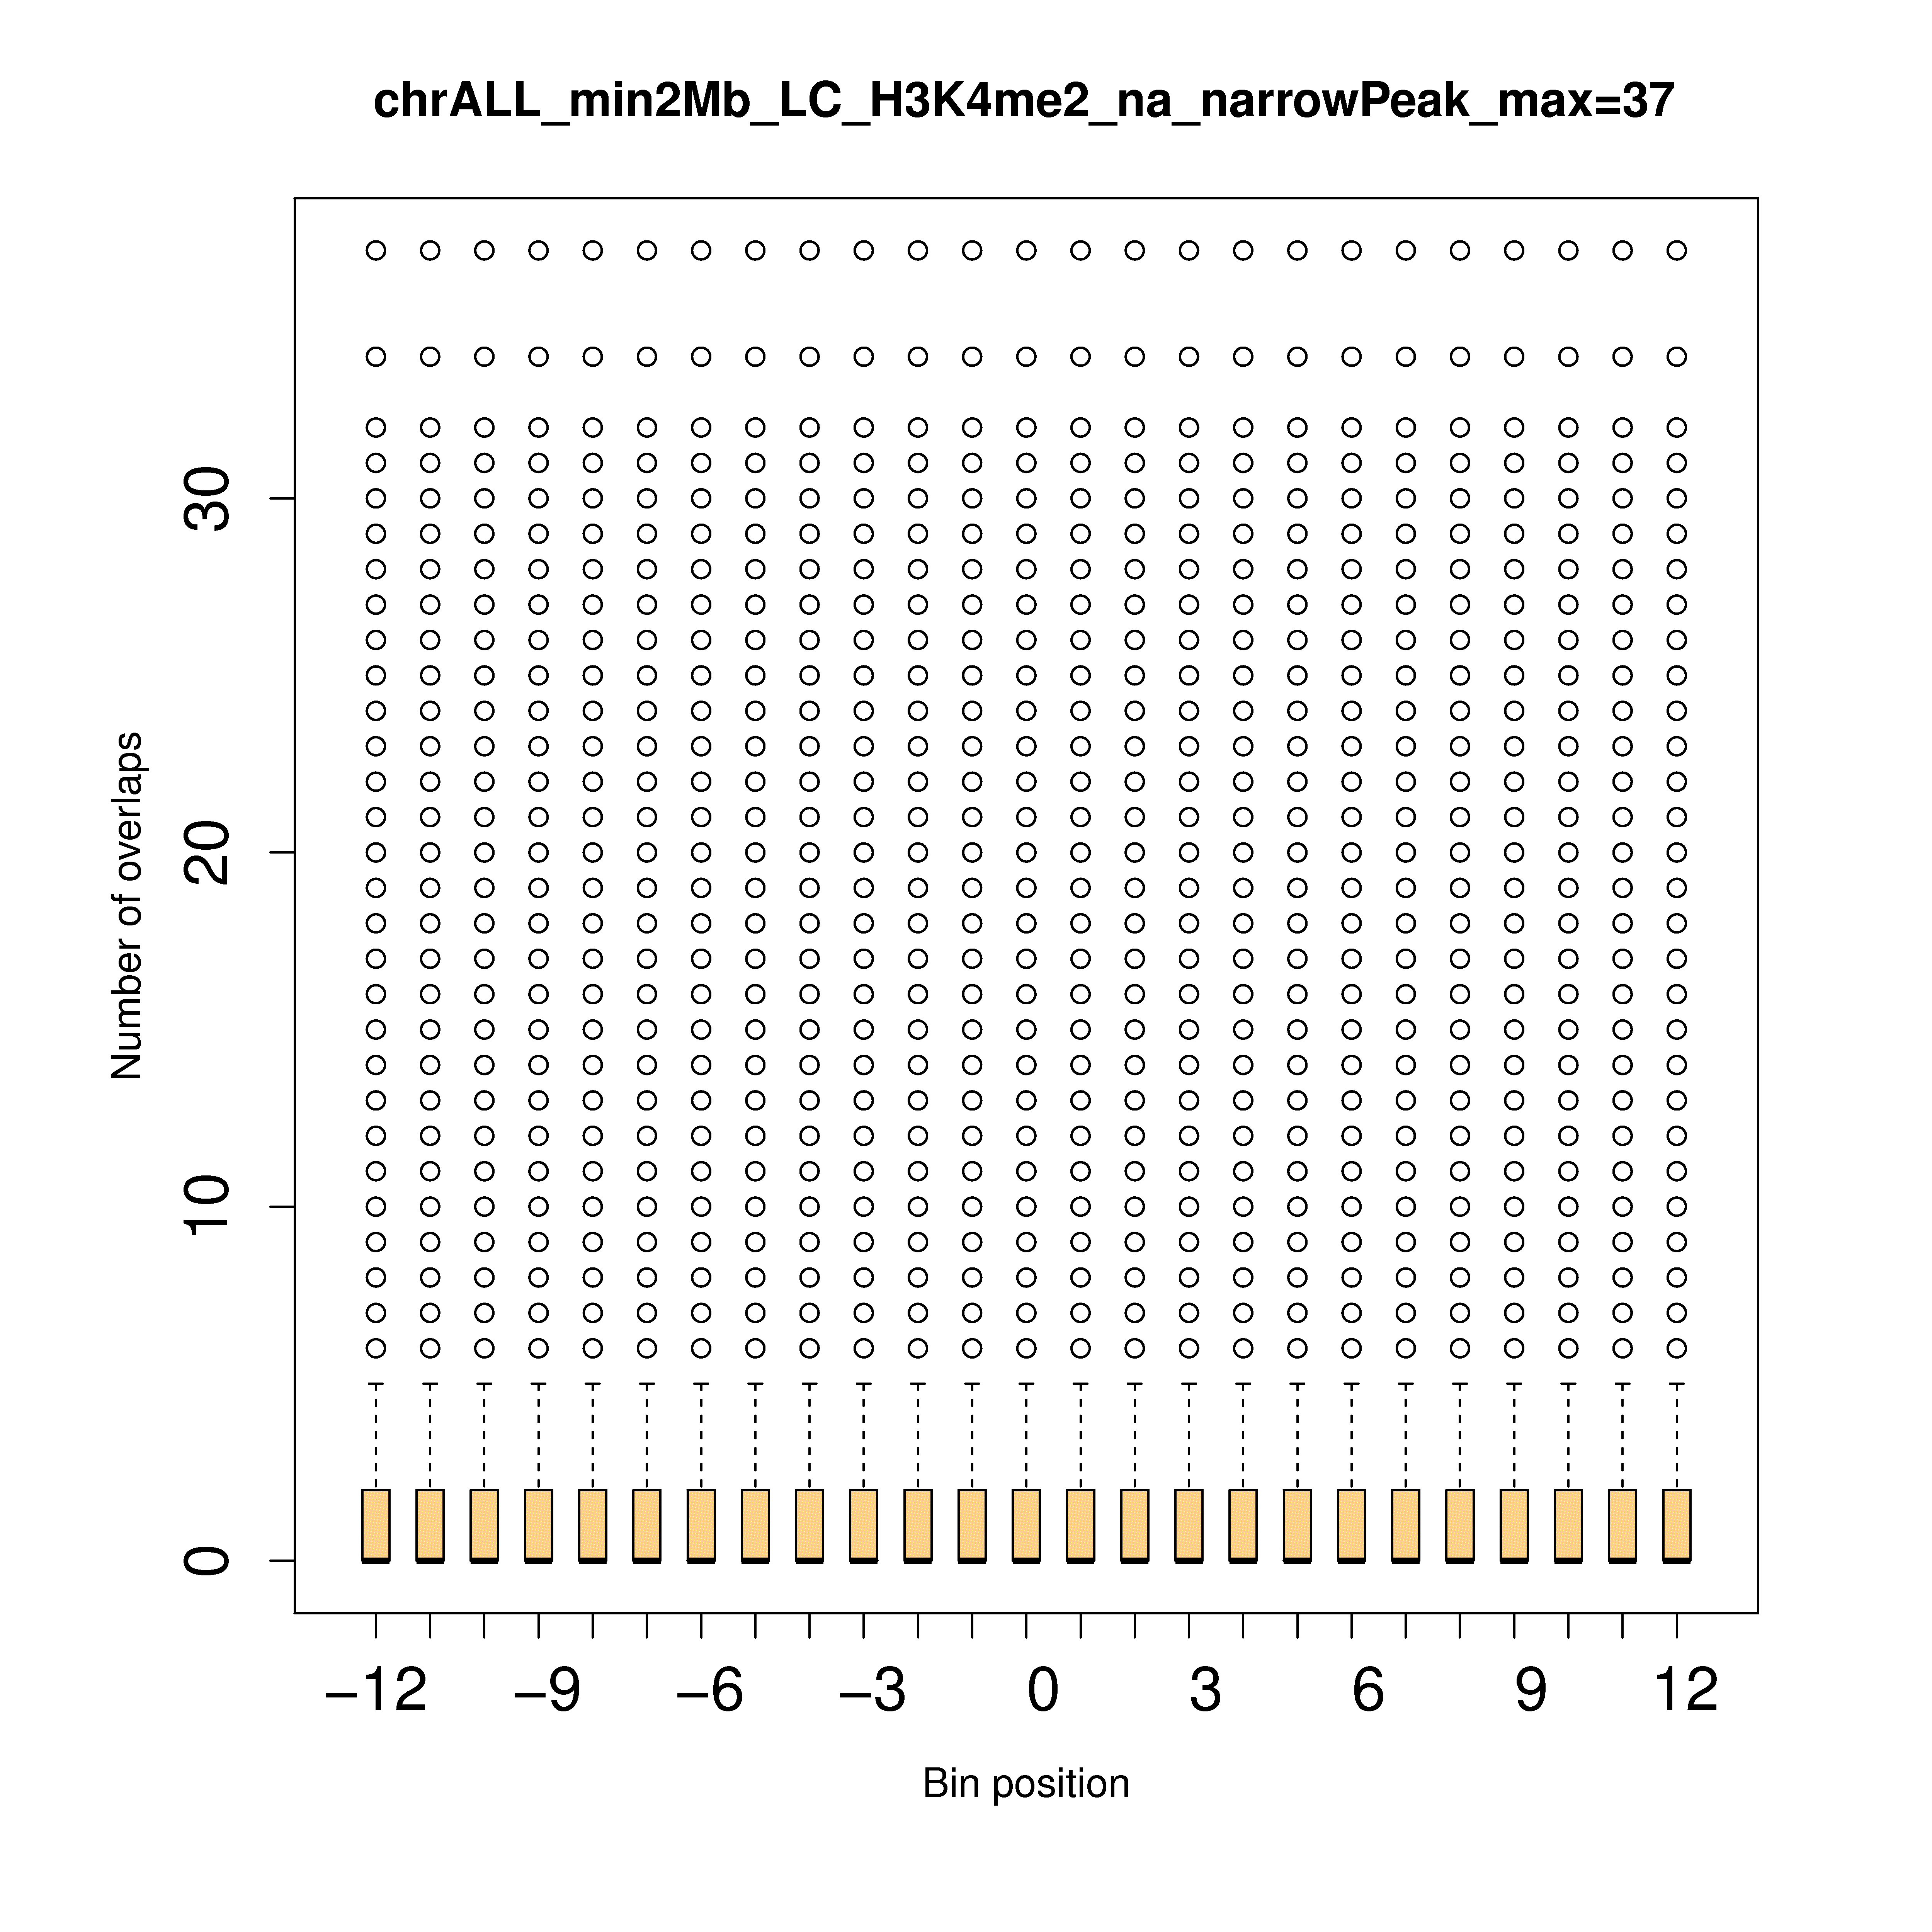 chrALL_min2Mb_LC_H3K4me2_na_narrowPeak_max=37
Number of overlaps
30
20
10
0
−12 −9 −6 −3 0 3 6 9 12
Bin position